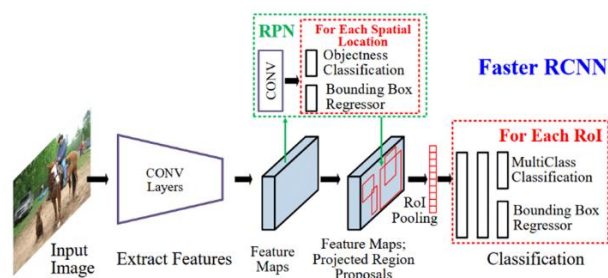 RPN
For Each Spatial
Location
CONV
Objectness
Classification
Bounding Box
Regressor
Faster RCNN
For Each RoI
CONV
Layers
MultiClass
Classification
Bounding Box
Regressor
RoI
Pooling
Input
Image
Extract Features
Feature
Maps
Feature Maps;
Projected Region
Proposals
Classification